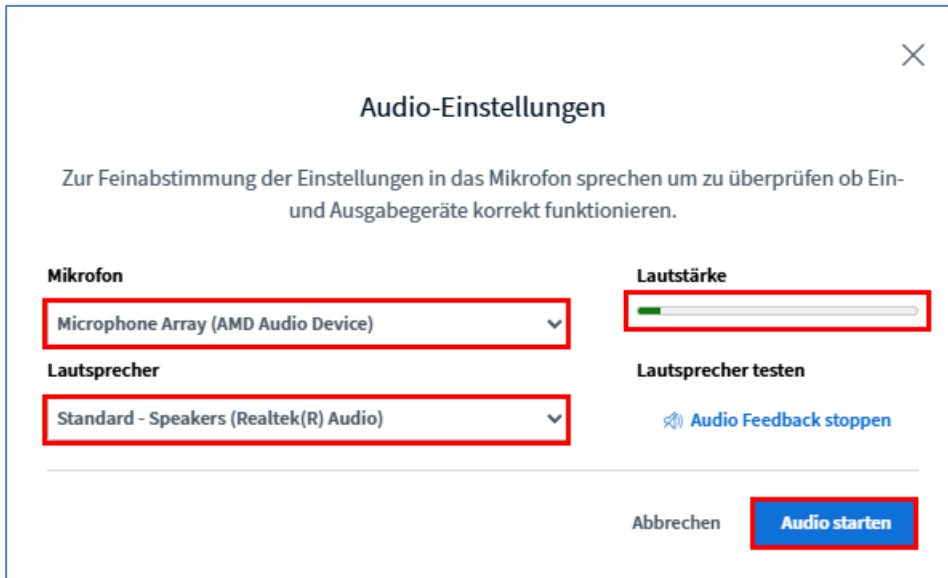 Audio-Einstellungen
Zur Feinabstimmung der Einstellungen in das Mikrofon sprechen um zu überprüfen ob Ein-
und Ausgabegeräte korrekt funktionieren.
Mikrofon
Microphone Array (AMD Audio Device)
Lautstärke
Lautsprecher
Standard - Speakers (Realtek(R) Audio)
Lautsprecher testen
Audio Feedback stoppen
Abbrechen
Audio starten